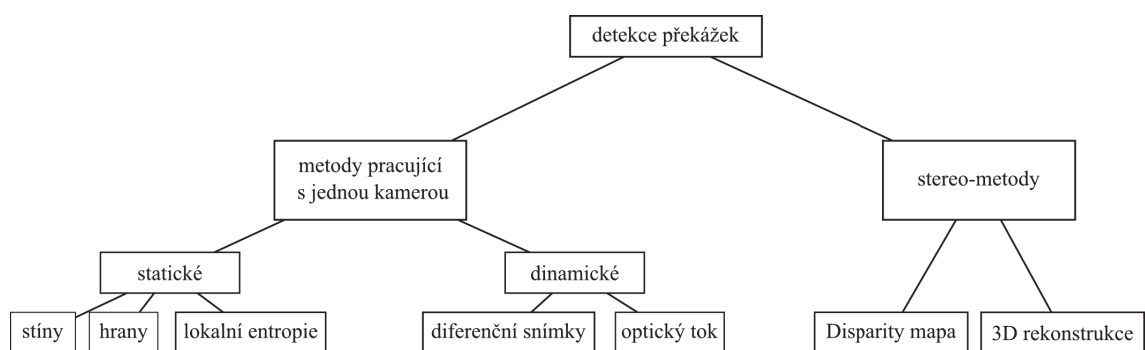 detekce překážek
metody pracující
s jednou kamerou
stereo-metody
statické
dinamické
stíny
hrany
lokalní entropie
diferenční snímky
optický tok
Disparity mapa
3D rekonstrukce